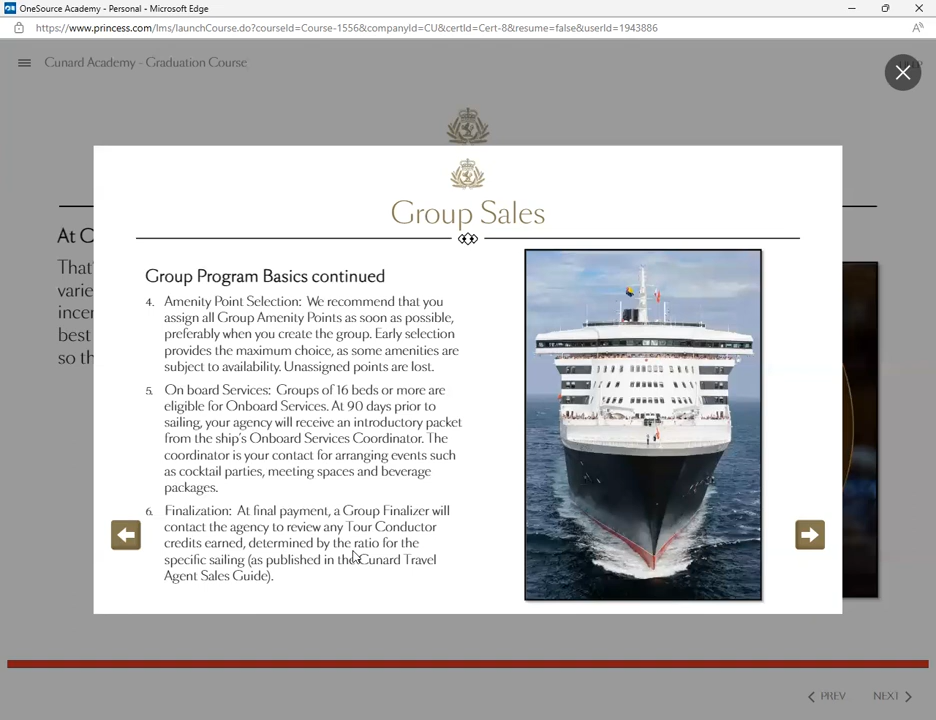 OneSource Academy - Personal - Microsoft Edge
https://www.princess.com/lms/launchCourse.do?courseId=Course-1556&companyId=CU&certId=Cert-8&resume=false&userId=1943886
Cunard Academy - Graduation Course
Group Sales
At C
That'
varie
incer
best
so th
Group Program Basics continued
4. Amenity Point Selection: We recommend that you
assign all Group Amenity Points as soon as possible,
preferably when you create the group. Early selection
provides the maximum choice, as some amenities are
subject to availability. Unassigned points are lost.
5. On board Services: Groups of 16 beds or more are
eligible for Onboard Services. At 90 days prior to
sailing, your agency will receive an introductory packet
from the ship's Onboard Services Coordinator. The
coordinator is your contact for arranging events such
as cocktail parties, meeting spaces and beverage
packages.
6. Finalization: At final payment, a Group Finalizer will
contact the agency to review any Tour Conductor
credits earned, determined by the ratio for the
specific sailing (as published in the Cunard Travel
Agent Sales Guide).
PREV
NEXT